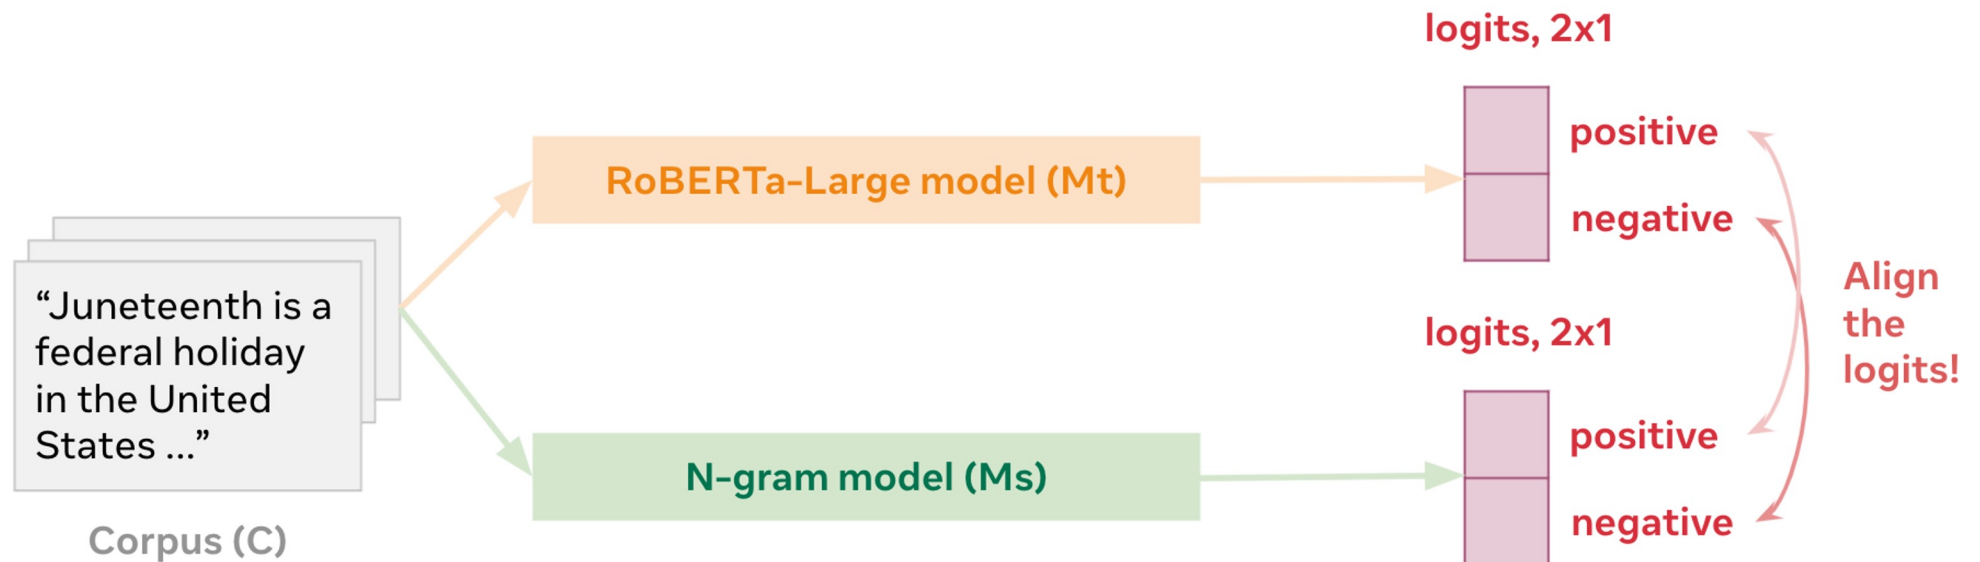 logits, 2x1
positive
RoBERTa-Large model (Mt)
negative
“Juneteenth is a
federal holiday
in the United
States ...”
Corpus (C)
Align
the
logits!
logits, 2x1
positive
N-gram model (Ms)
negative